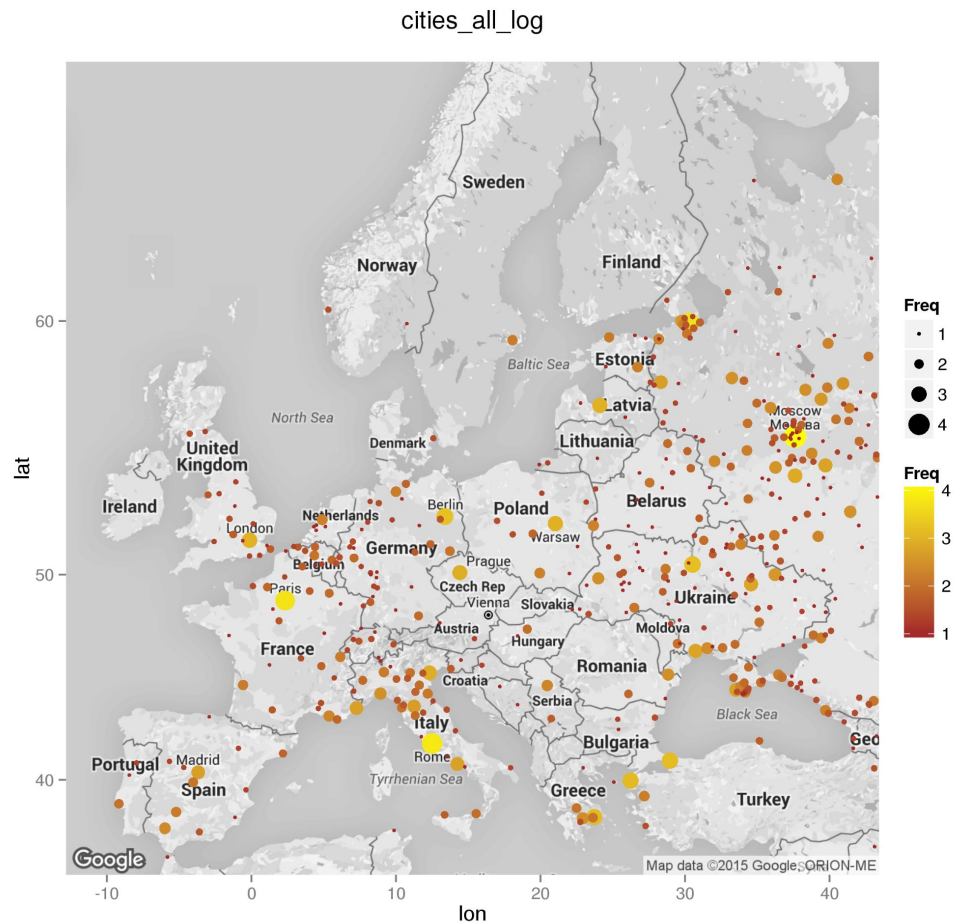 cities_all_log
Sweden
Norway
Finland
60
Baltic Sea
Estonia
Latvia
North Sea
Denmark
Lithuania
Moscow
Москва
United
Kingdom
Ireland
Belarus
Netherlands
Berlin
Poland
London
Warsaw
Germany
50
Belgium
Prague
Paris
Czech Rep
Ukraine
Vienna
Slovakia
Austria
Moldova
France
Hungary
Romania
Croatia
Serbia
Black Sea
Italy
Bulgaria
Geo
Portugal
Madrid
Rome
40
Tyrrhenian Sea
Spain
Greece
Turkey
Google
Map data ©2015 Google, ORION-ME
-10
0
10
20
30
40
lon
lat
Freq
1
2
3
4
Freq
4
3
2
1